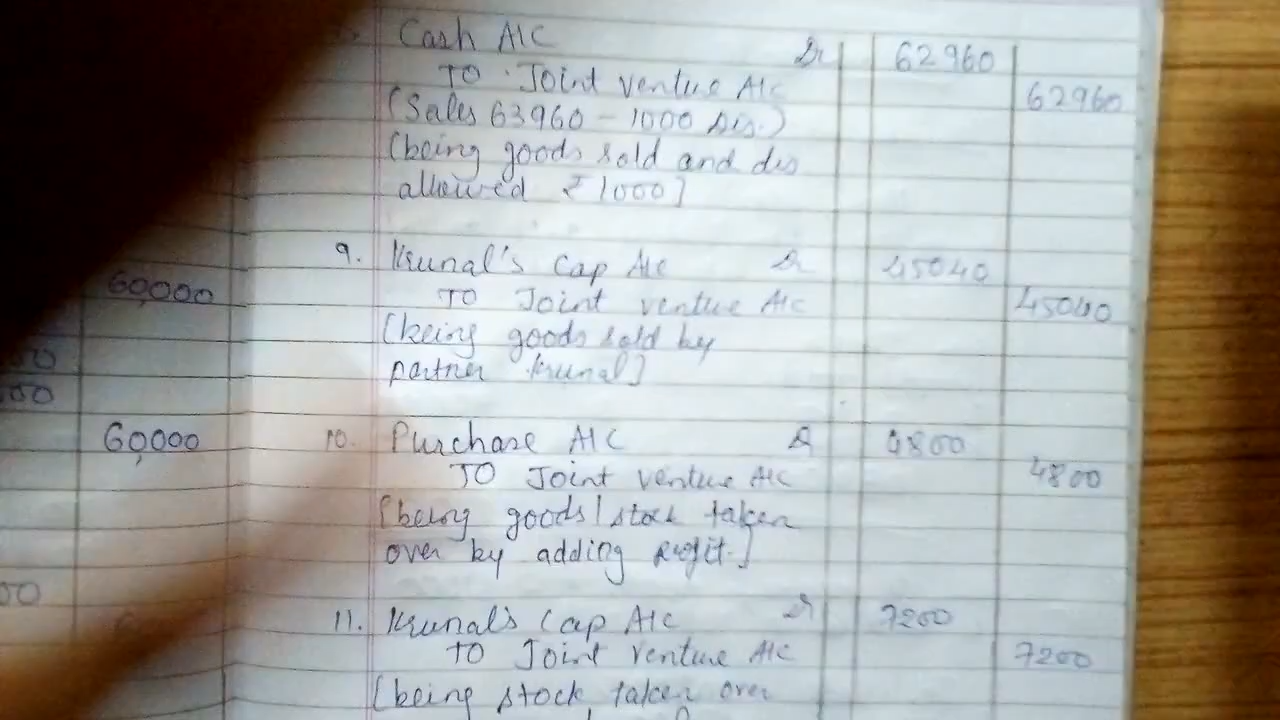 Cash A/C Dr 62960
TO Joint venture A/C 62960
(Sales 63960 - 1000 Dis.)
(being goods sold and dis
allowed ₹ 1000]
9. Krunal's Cap A/C Dr 45040
60,000
TO Joint venture A/C 45040
[being goods sold by
partner Krunal]
60,000
10. Purchase A/C Dr 4800
TO Joint venture A/C 4800
[being goods/stock taken
over by adding profit.]
11. Krunal's Cap A/C Dr 7200
TO Joint venture A/C 7200
[being stock taken over